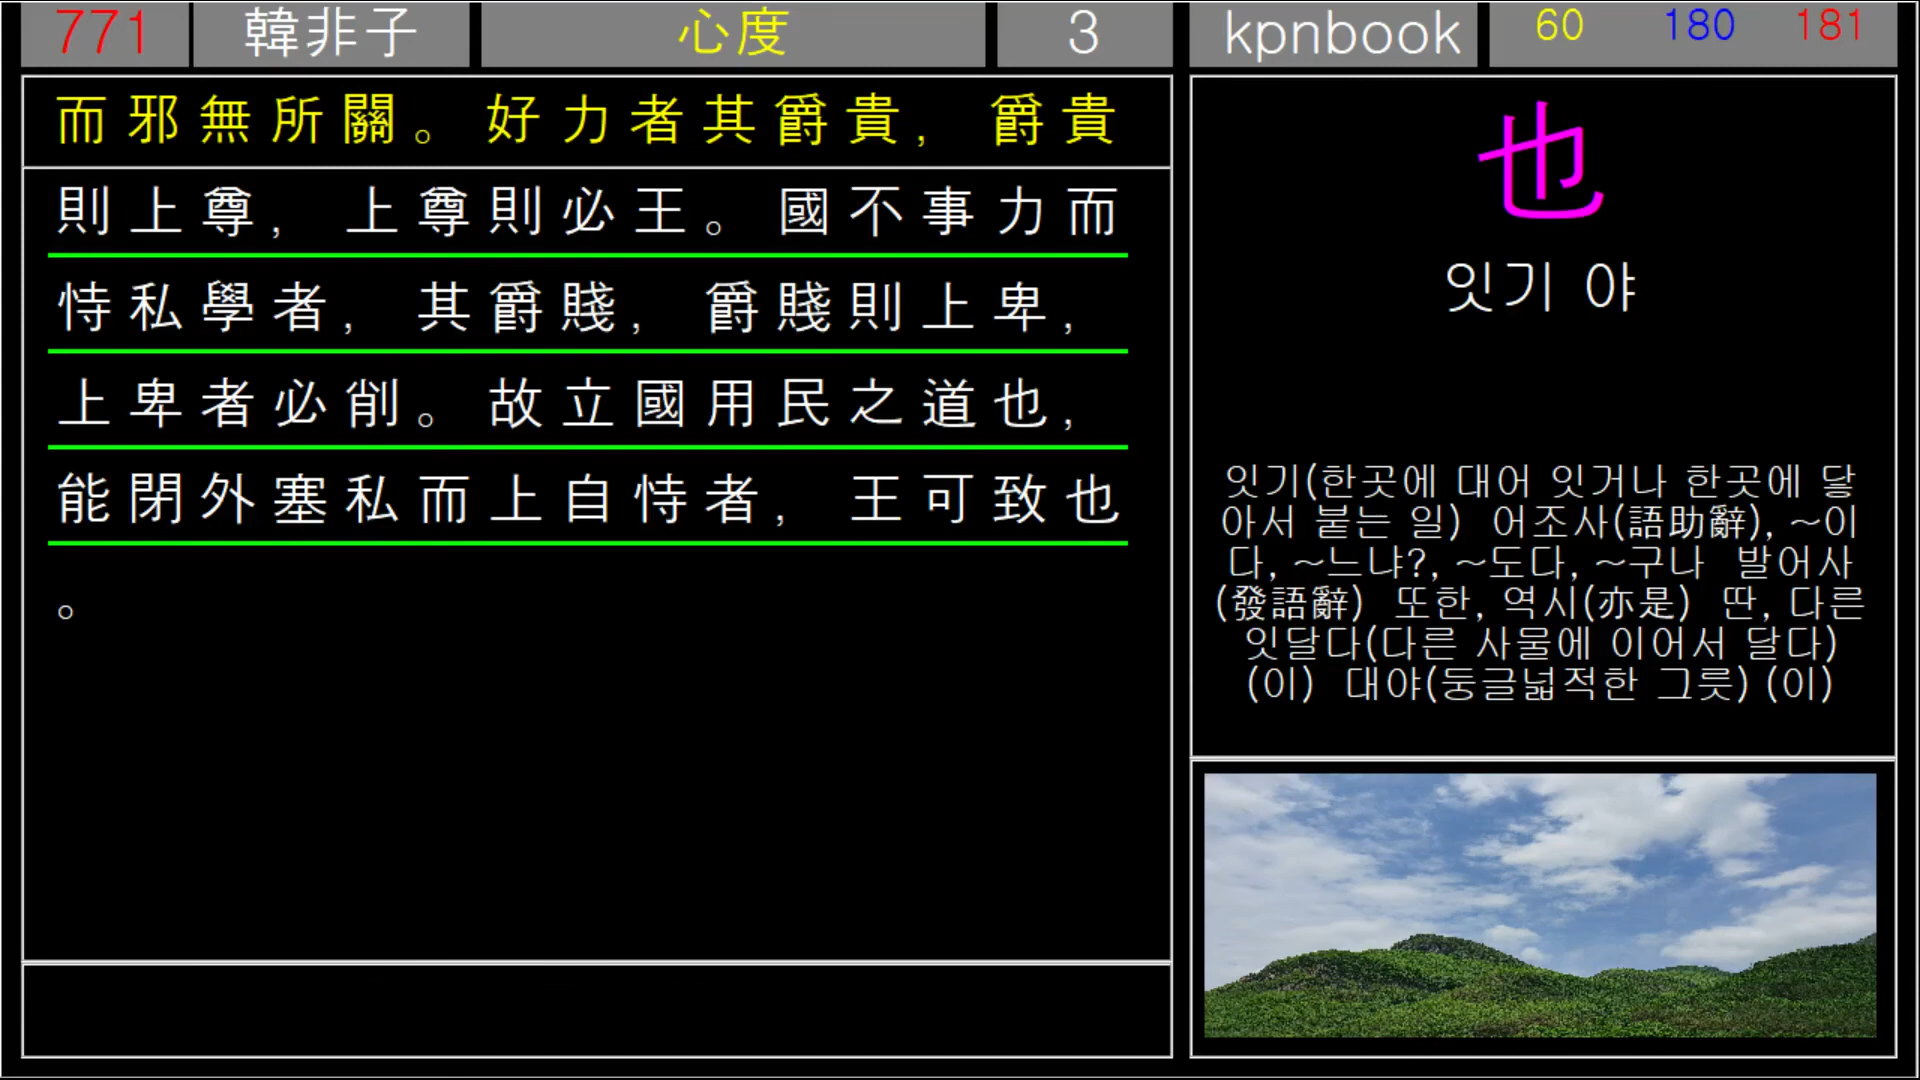 771 韓非子 心度 3 kpnbook 60 180 181
而邪無所關。好力者其爵貴, 爵貴
則上尊, 上尊則必王。國不事力而
恃私學者, 其爵賤, 爵賤則上卑,
上卑者必削。故立國用民之道也,
能閉外塞私而上自恃者, 王可致也
。
也
잇기 야
잇기(한곳에 대어 잇거나 한곳에 닿
아서 붙는 일) 어조사(語助辭), ~이
다, ~느냐?, ~도다, ~구나 발어사
(發語辭) 또한, 역시(亦是) 딴, 다른
잇달다(다른 사물에 이어서 달다)
(이) 대야(둥글넓적한 그릇) (이)